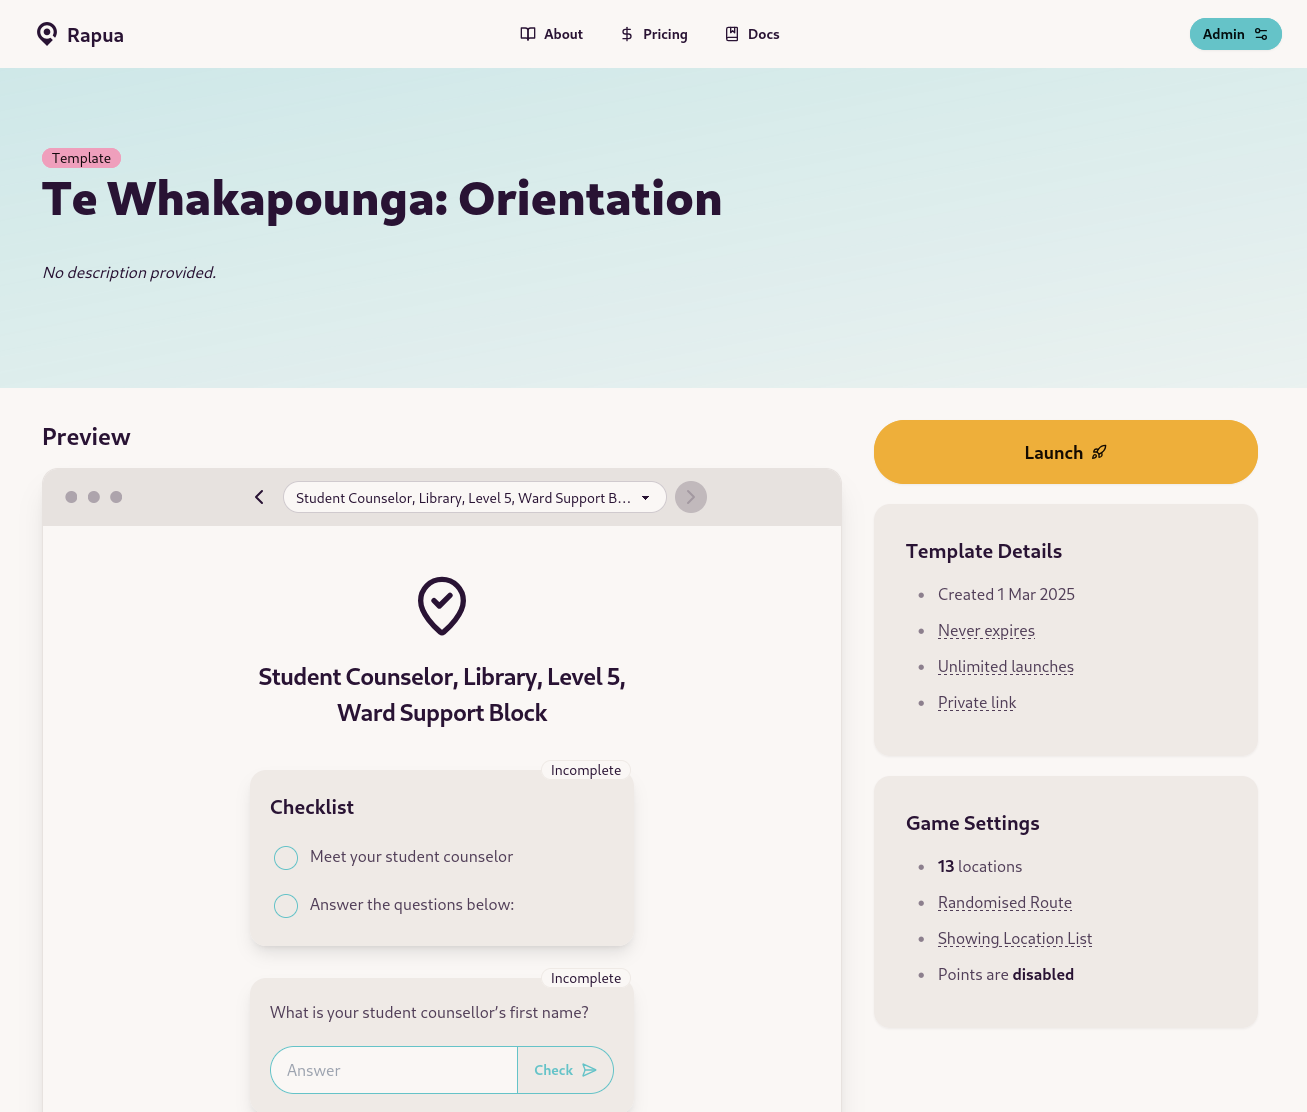 Rapua
About
Pricing
Docs
Admin
Template
Te Whakapounga: Orientation
No description provided.
Preview
Student Counselor, Library, Level 5, Ward Support B...
Student Counselor, Library, Level 5,
Ward Support Block
Incomplete
Checklist
Meet your student counselor
Answer the questions below:
Incomplete
What is your student counsellor's first name?
Answer
Check
Launch
Template Details
Created 1 Mar 2025
Never expires
Unlimited launches
Private link
Game Settings
13 locations
Randomised Route
Showing Location List
Points are disabled